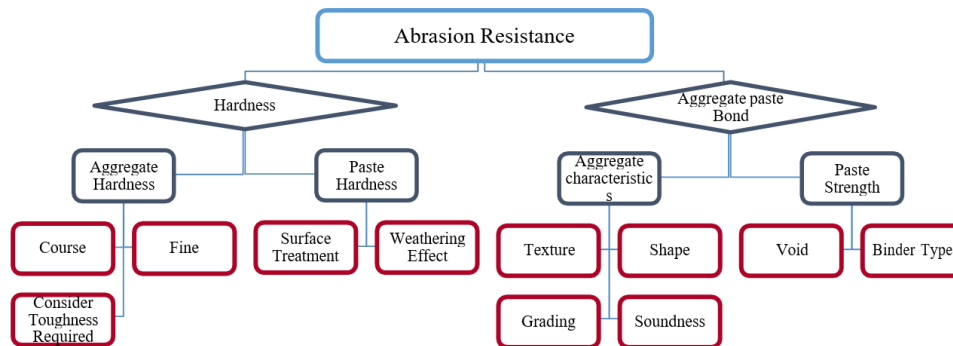 Abrasion Resistance
Hardness
Aggregate paste
Bond
Aggregate
Hardness
Paste
Hardness
Aggregate
characteristic
s
Paste
Strength
Course
Fine
Surface
Treatment
Weathering
Effect
Texture
Shape
Void
Binder Type
Consider
Toughness
Required
Grading
Soundness